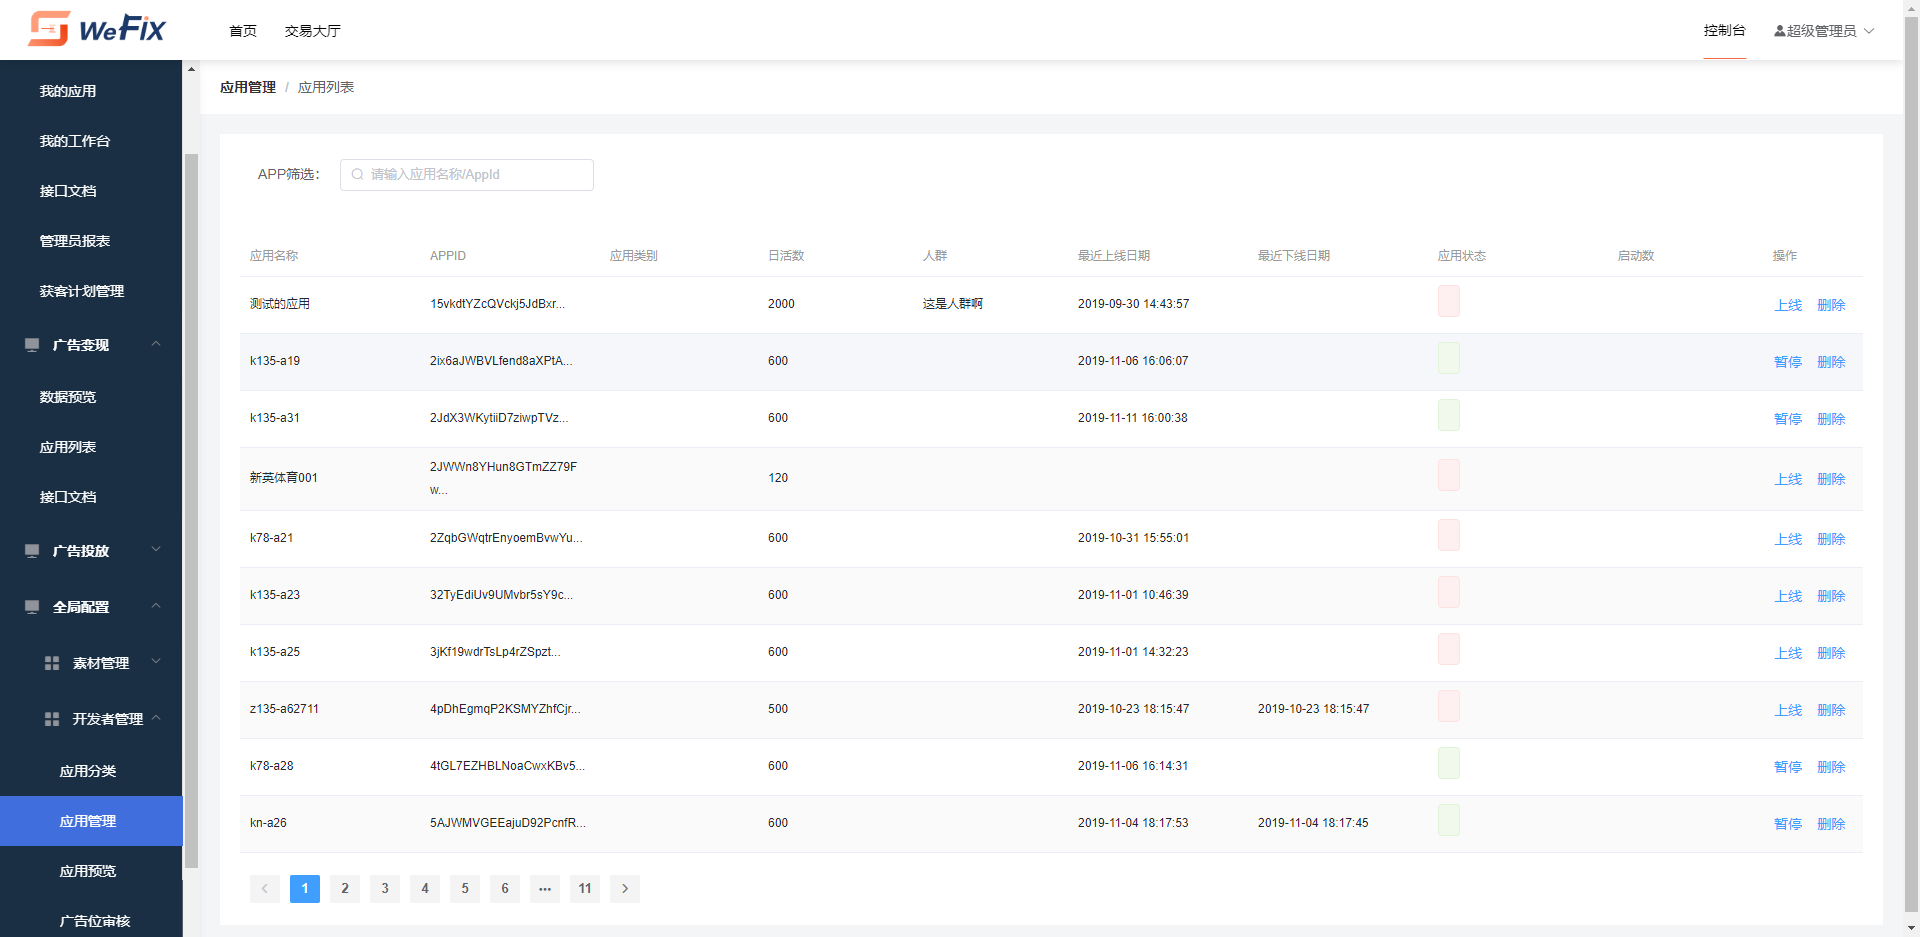 WeFix
首页 交易大厅 控制台 超级管理员
我的应用
我的工作台
接口文档
管理员报表
获客计划管理
广告变现
数据预览
应用列表
接口文档
广告投放
全局配置
素材管理
开发者管理
应用分类
应用管理
应用预览
广告位审核
应用管理 / 应用列表
APP筛选： 请输入应用名称/AppId
应用名称 APPID 应用类别 日活数 人群 最近上线日期 最近下线日期 应用状态 启动数 操作
测试的应用 15vkdtYZcQVckj5JdBxr... 2000 这是人群啊 2019-09-30 14:43:57 上线 删除
k135-a19 2ix6aJWBVLfend8aXPtA... 600 2019-11-06 16:06:07 暂停 删除
k135-a31 2JdX3WKytiiD7ziwpTVz... 600 2019-11-11 16:00:38 暂停 删除
新英体育001 2JWWn8YHun8GTmZZ79F
w... 120 上线 删除
k78-a21 2ZqbGWqtrEnyoemBvwYu... 600 2019-10-31 15:55:01 上线 删除
k135-a23 32TyEdiUv9UMvbr5sY9c... 600 2019-11-01 10:46:39 上线 删除
k135-a25 3jKf19wdrTsLp4rZSpzt... 600 2019-11-01 14:32:23 上线 删除
z135-a62711 4pDhEgmqP2KSMYZhfCjr... 500 2019-10-23 18:15:47 2019-10-23 18:15:47 上线 删除
k78-a28 4tGL7EZHBLNoaCwxKBv5... 600 2019-11-06 16:14:31 暂停 删除
kn-a26 5AJWMVGEEajuD92PcnfR... 600 2019-11-04 18:17:53 2019-11-04 18:17:45 暂停 删除
1 2 3 4 5 6 ••• 11